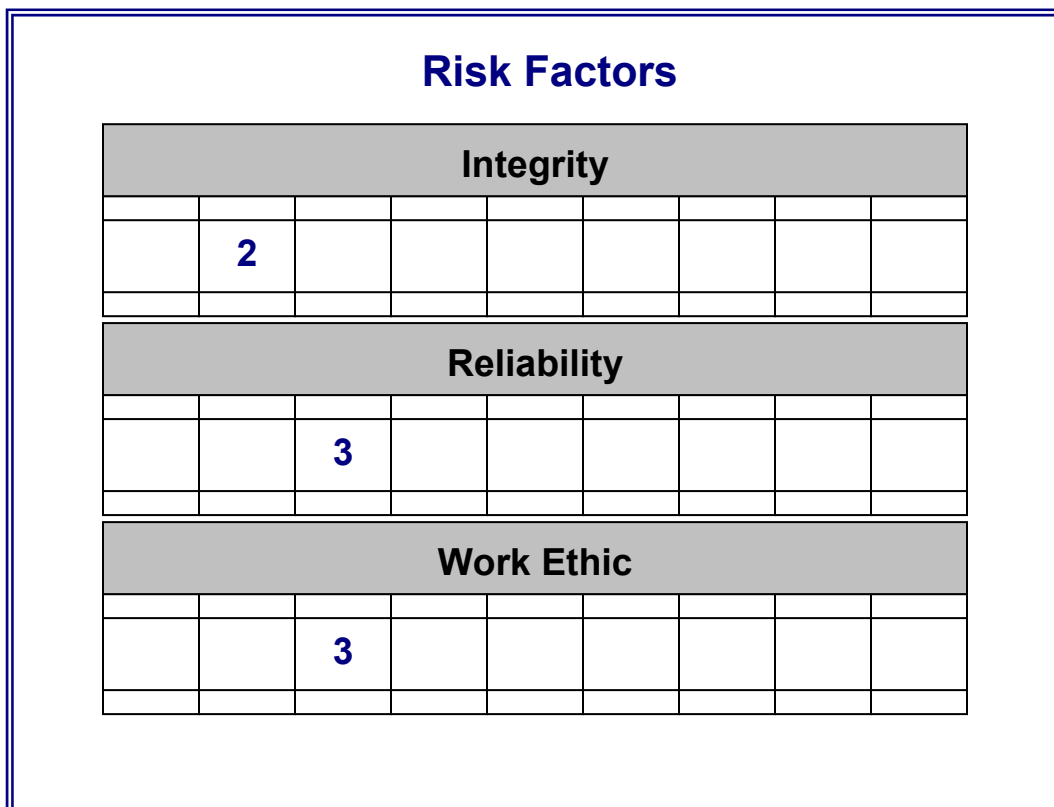 Risk Factors
Integrity
2
Reliability
3
Work Ethic
3